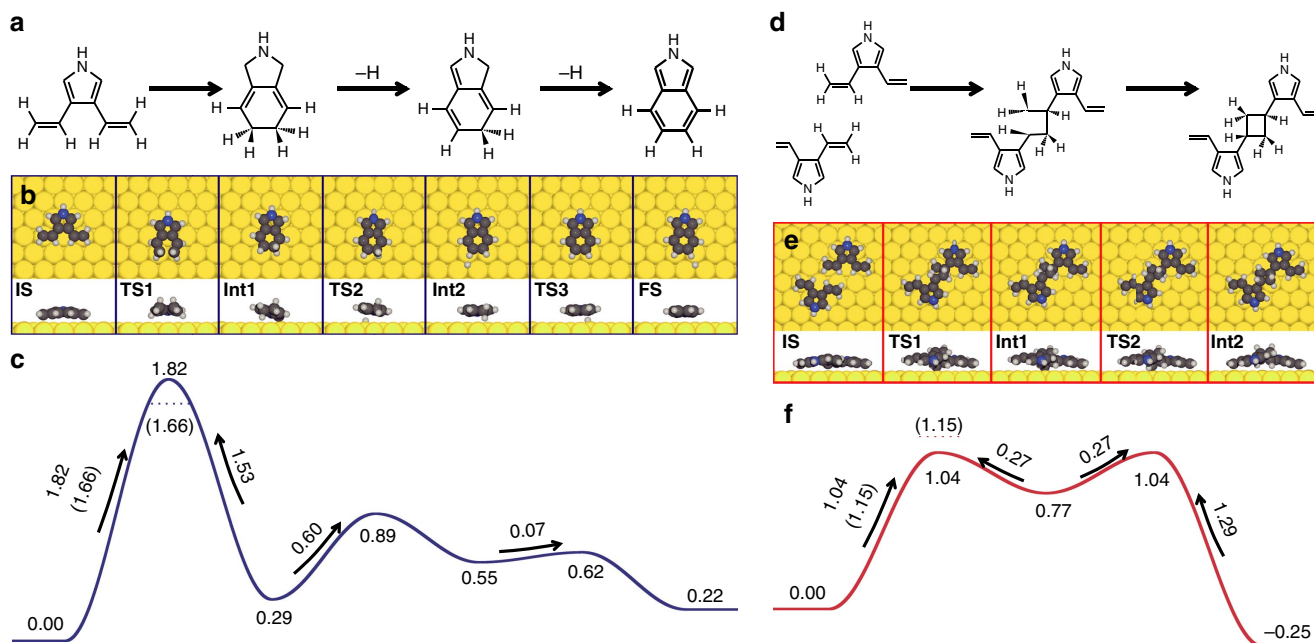 a
H
N
H
H
H
H
H
H
H
N
H
H
H
H
H
H
–H
H
N
H
H
H
H
H
–H
H
N
H
H
H
H
b
IS
TS1
Int1
TS2
Int2
TS3
FS
c
1.82
(1.66)
1.82
(1.66)
1.53
0.60
0.89
0.07
0.00
0.29
0.55
0.62
0.22
d
H
N
H
H
H
H
H
H
N
H
H
N
H
H
H
H
H
H
N
H
H
N
H
H
H
H
H
H
N
H
e
IS
TS1
Int1
TS2
Int2
f
(1.15)
1.04
(1.15)
1.04
0.27
0.27
1.04
0.77
1.29
0.00
–0.25